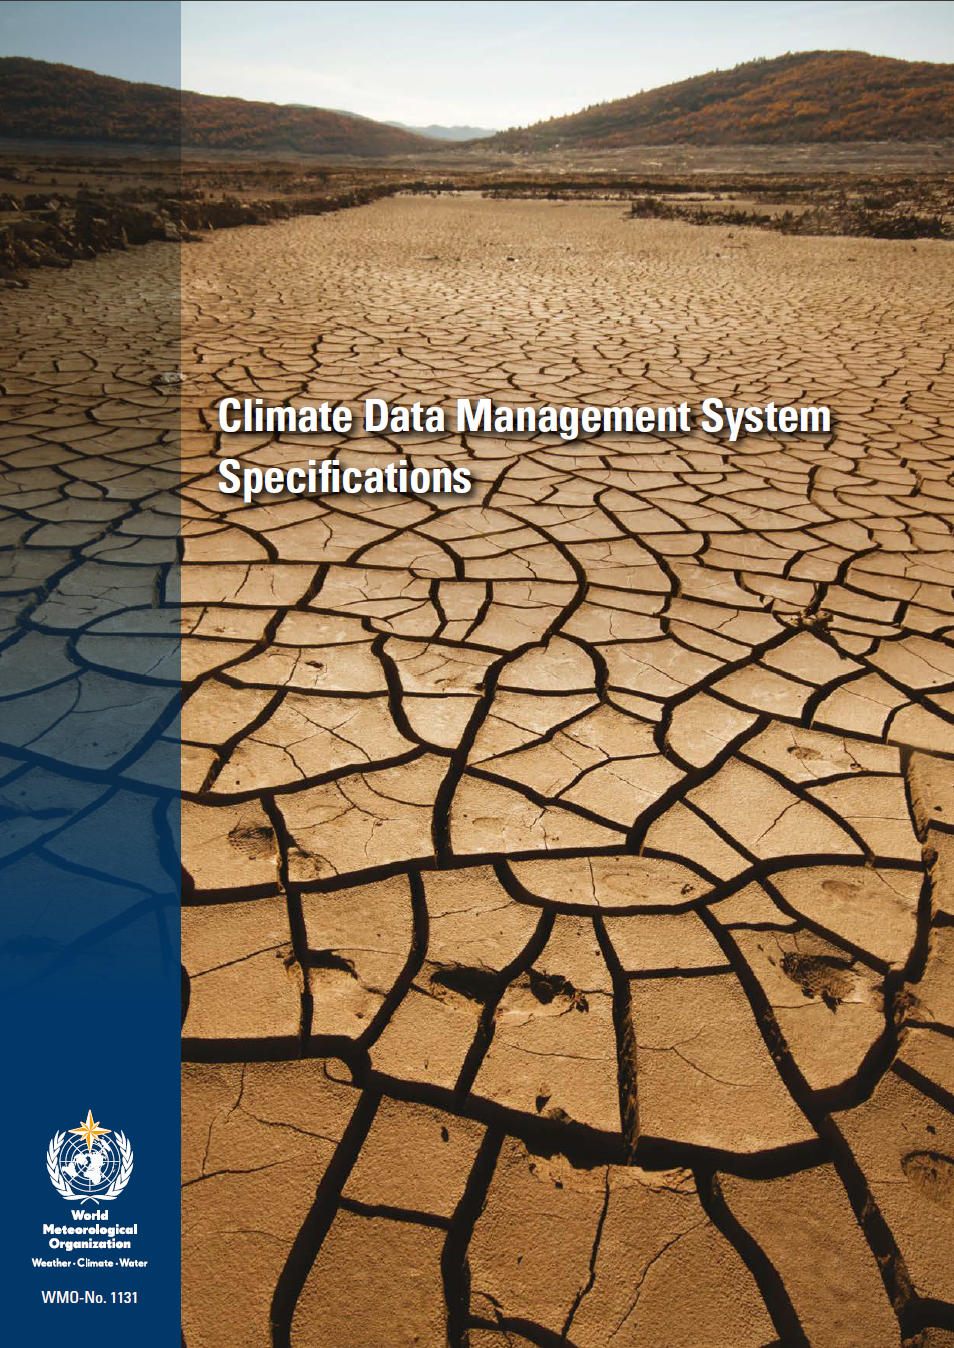 Climate Data Management System
Specifications
World
Meteorological
Organization
Weather · Climate · Water
WMO-No. 1131